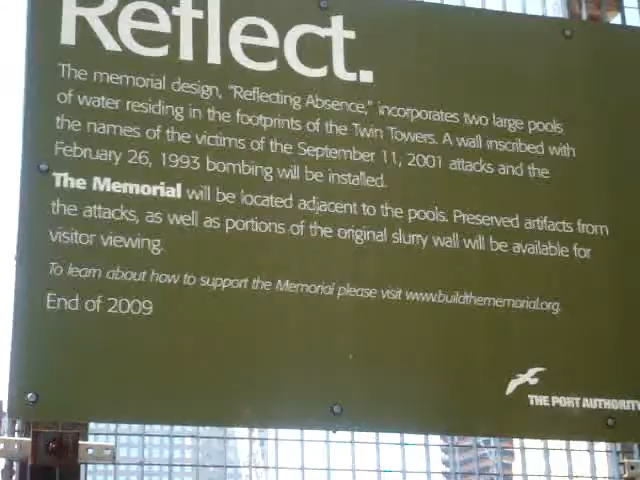 Reflect.
The memorial design, "Reflecting Absence," incorporates two large pools
of water residing in the footprints of the Twin Towers. A wall inscribed with
the names of the victims of the September 11, 2001 attacks and the
February 26, 1993 bombing will be installed.
The Memorial will be located adjacent to the pools. Preserved artifacts from
the attacks, as well as portions of the original slurry wall will be available for
visitor viewing.
To learn about how to support the Memorial please visit www.buildthememorial.org.
End of 2009
THE PORT AUTHORITY